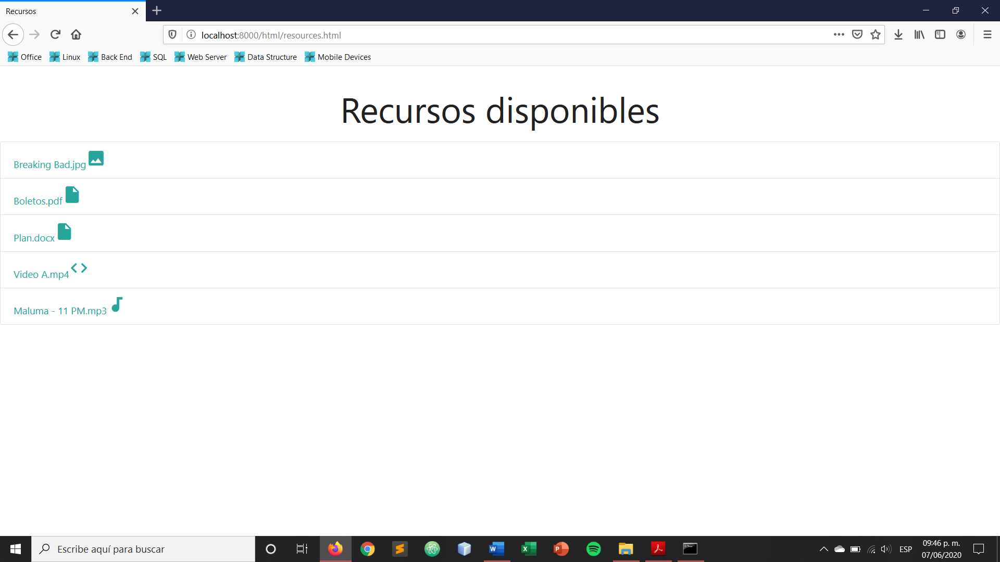 Recursos
localhost:8000/html/resources.html
Office Linux Back End SQL Web Server Data Structure Mobile Devices
Recursos disponibles
Breaking Bad.jpg
Boletos.pdf
Plan.docx
Video A.mp4
Maluma - 11 PM.mp3
Escribe aquí para buscar
ESP
09:46 p. m.
07/06/2020